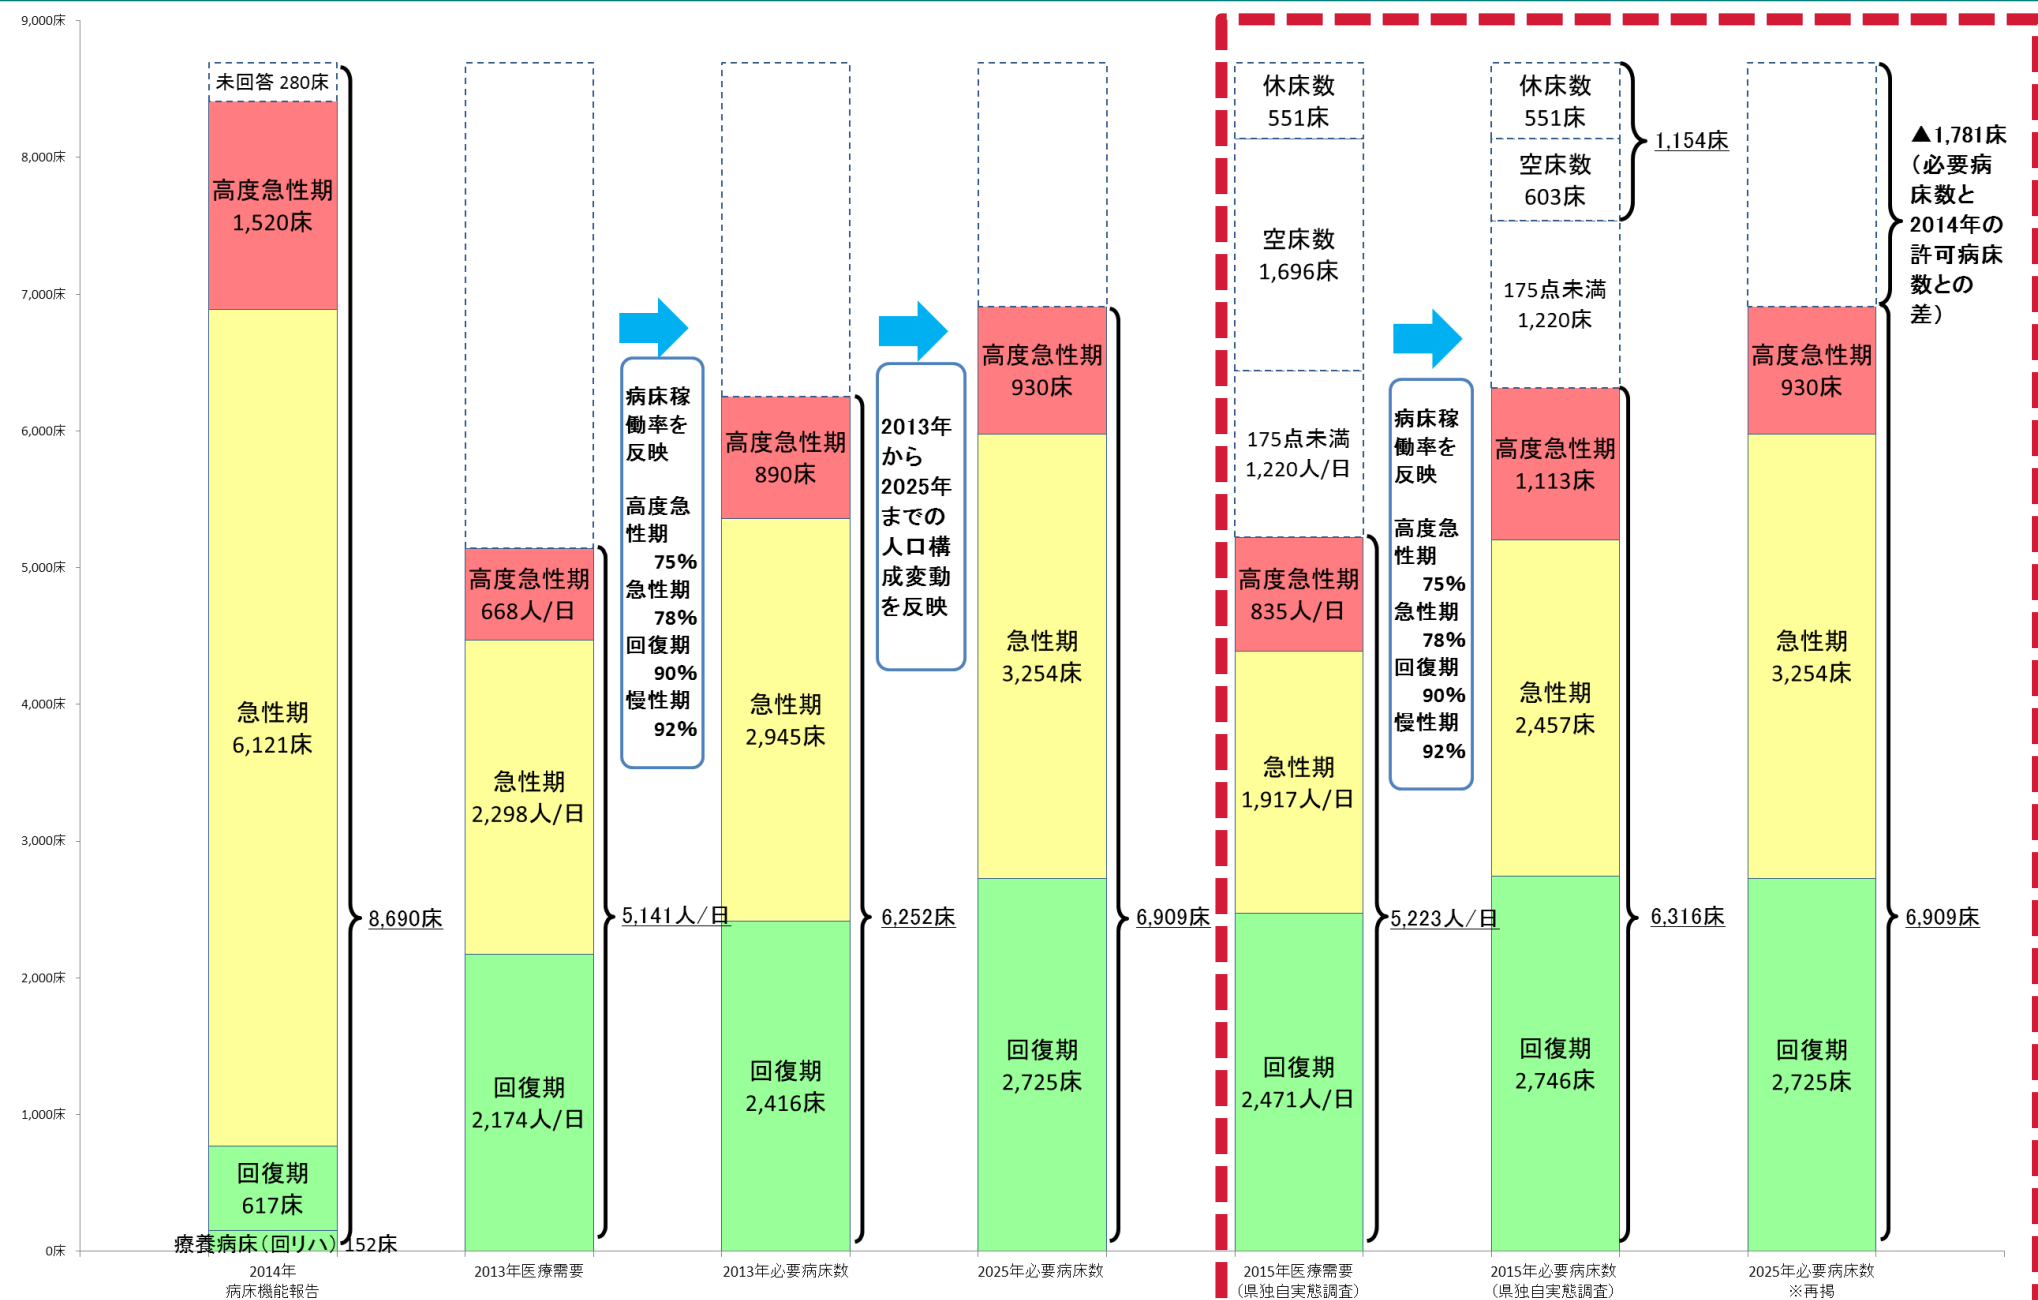 9,000床
8,000床
7,000床
6,000床
5,000床
4,000床
3,000床
2,000床
1,000床
0床
未回答 280床
高度急性期
1,520床
急性期
6,121床
回復期
617床
療養病床(回リハ) 152床
8,690床
2014年
病床機能報告
高度急性期
668人/日
急性期
2,298人/日
回復期
2,174人/日
5,141人/日
2013年医療需要
病床稼
働率を
反映
高度急
性期
75%
急性期
78%
回復期
90%
慢性期
92%
高度急性期
890床
急性期
2,945床
回復期
2,416床
6,252床
2013年必要病床数
2013年
から
2025年
までの
人口構
成変動
を反映
高度急性期
930床
急性期
3,254床
回復期
2,725床
6,909床
2025年必要病床数
休床数
551床
空床数
1,696床
175点未満
1,220人/日
高度急性期
835人/日
急性期
1,917人/日
回復期
2,471人/日
5,223人/日
2015年医療需要
(県独自実態調査)
病床稼
働率を
反映
高度急
性期
75%
急性期
78%
回復期
90%
慢性期
92%
休床数
551床
空床数
603床
1,154床
175点未満
1,220床
高度急性期
1,113床
急性期
2,457床
回復期
2,746床
6,316床
2015年必要病床数
(県独自実態調査)
▲1,781床
(必要病
床数と
2014年の
許可病床
数との
差)
高度急性期
930床
急性期
3,254床
回復期
2,725床
6,909床
2025年必要病床数
※再掲